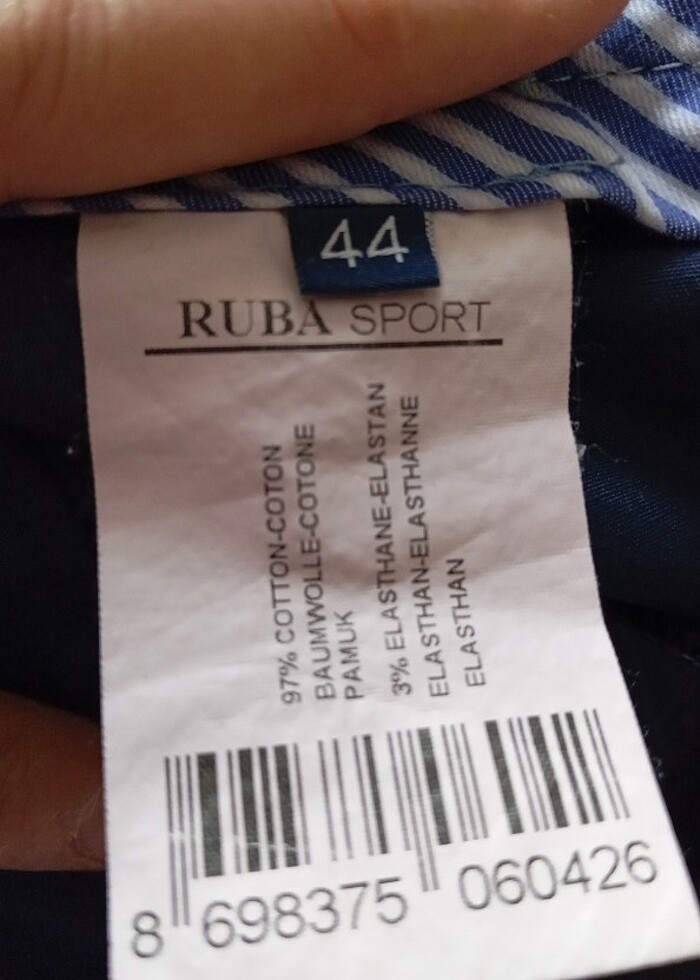 44
RUBA SPORT
97% COTTON-COTON
BAUMWOLLE-COTONE
PAMUK
3% ELASTHANE-ELASTAN
ELASTHAN-ELASTHANNE
ELASTHAN
8 698375 060426